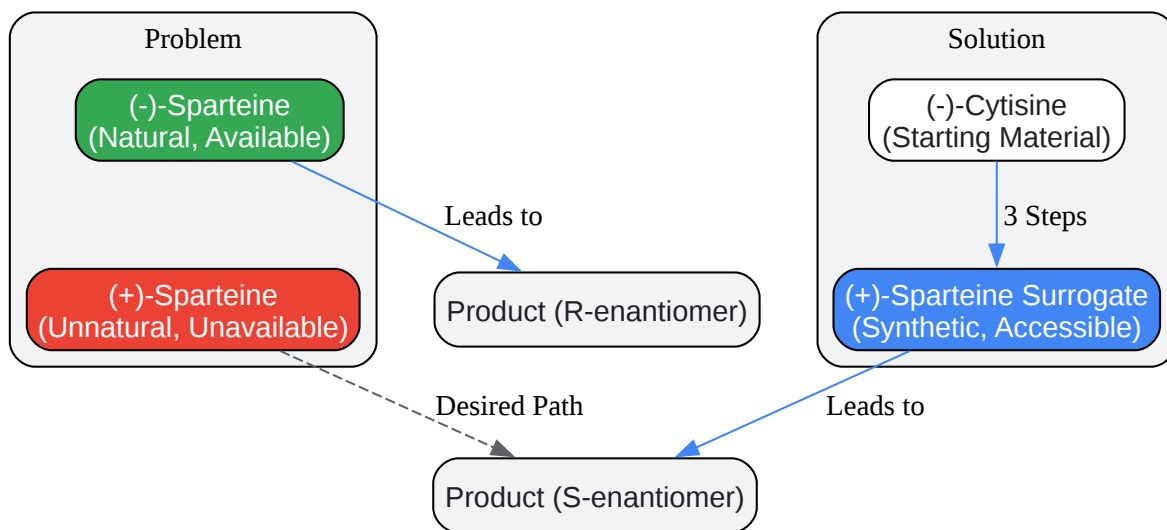 Problem
(-)-Sparteine
(Natural, Available)
Leads to
Product (R-enantiomer)
(+)-Sparteine
(Unnatural, Unavailable)
Desired Path
Product (S-enantiomer)
Solution
(-)-Cytisine
(Starting Material)
3 Steps
(+)-Sparteine Surrogate
(Synthetic, Accessible)
Leads to